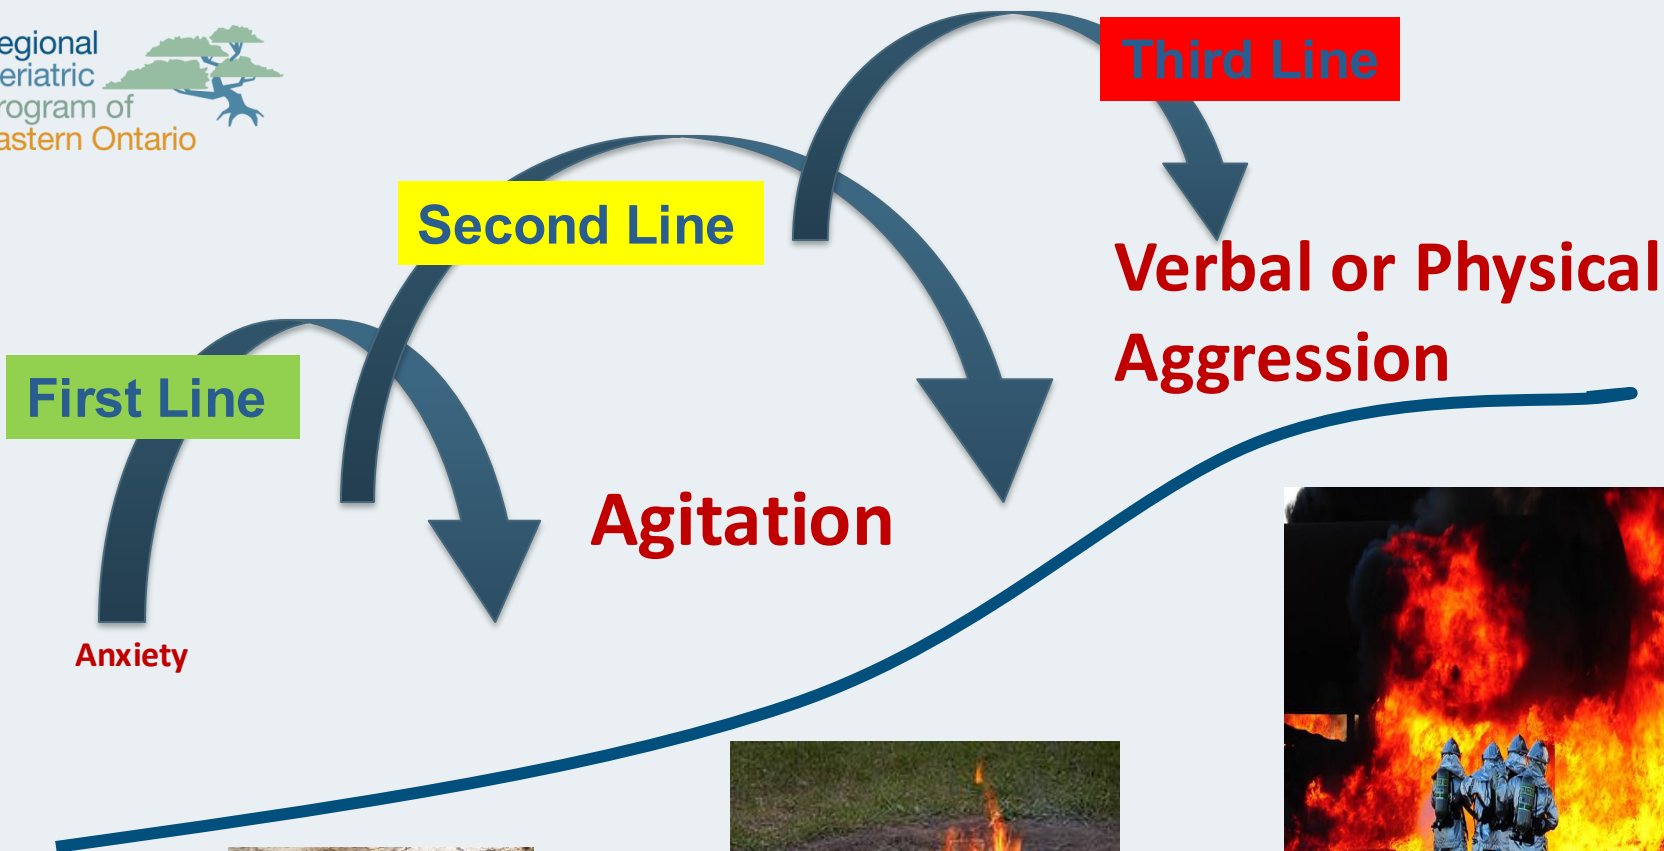 egional
eriatric
rogram of
astern Ontario
Third Line
Second Line
Verbal or Physical
Aggression
First Line
Agitation
Anxiety